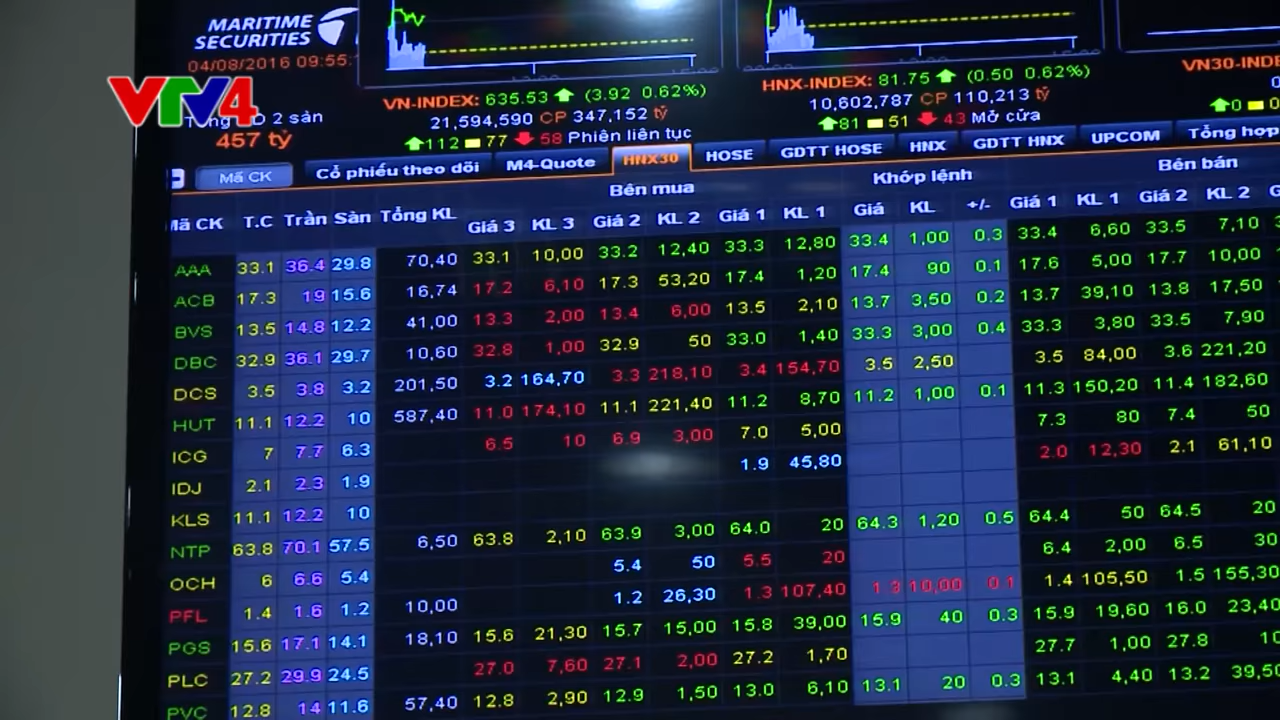 MARITIME
SECURITIES
04/08/2016 09:55:
VTV4
2 sàn
457 tỷ
VN-INDEX: 635.53 (3.92 0.62%)
21,594,590 CP 347,152 tỷ
112 77 58 Phiên liên tục
HNX-INDEX: 81.75 (0.50 0.62%)
10,602,787 CP 110,213 tỷ
81 51 43 Mở cửa
VN30-INDE
0
Mã CK Cổ phiếu theo dõi M4-Quote HNX30 HOSE GDTT HOSE HNX GDTT HNX UPCOM Tổng hợp
Bên mua Khớp lệnh Bên bán
Mã CK T.C Trần Sàn Tổng KL Giá 3 KL 3 Giá 2 KL 2 Giá 1 KL 1 Giá KL +/- Giá 1 KL 1 Giá 2 KL 2
AAA 33.1 36.4 29.8 70,40 33.1 10,00 33.2 12,40 33.3 12,80 33.4 1,00 0.3 33.4 6,60 33.5 7,10
ACB 17.3 19 15.6 16,74 17.2 6,10 17.3 53,20 17.4 1,20 17.4 90 0.1 17.6 5,00 17.7 10,00
BVS 13.5 14.8 12.2 41,00 13.3 2,00 13.4 6,00 13.5 2,10 13.7 3,50 0.2 13.7 39,10 13.8 17,50
DBC 32.9 36.1 29.7 10,60 32.8 1,00 32.9 50 33.0 1,40 33.3 3,00 0.4 33.3 3,80 33.5 7,90
DCS 3.5 3.8 3.2 201,50 3.2 164,70 3.3 218,10 3.4 154,70 3.5 2,50 3.5 84,00 3.6 221,20
HUT 11.1 12.2 10 587,40 11.0 174,10 11.1 221,40 11.2 8,70 11.2 1,00 0.1 11.3 150,20 11.4 182,60
ICG 7 7.7 6.3 6.5 10 6.9 3,00 7.0 5,00 7.3 80 7.4 50
IDJ 2.1 2.3 1.9 1.9 45,80 2.0 12,30 2.1 61,10
KLS 11.1 12.2 10
NTP 63.8 70.1 57.5 6,50 63.8 2,10 63.9 3,00 64.0 20 64.3 1,20 0.5 64.4 50 64.5 20
OCH 6 6.6 5.4 5.4 50 5.5 20 6.4 2,00 6.5 30
PFL 1.4 1.6 1.2 10,00 1.2 26,30 1.3 107,40 1.3 10,00 0.1 1.4 105,50 1.5 155,30
PGS 15.6 17.1 14.1 18,10 15.6 21,30 15.7 15,00 15.8 39,00 15.9 40 0.3 15.9 19,60 16.0 23,40
PLC 27.2 29.9 24.5 27.0 7,60 27.1 2,00 27.2 1,70 27.7 1,00 27.8
PVC 12.8 14 11.6 57,40 12.8 2,90 12.9 1,50 13.0 6,10 13.1 20 0.3 13.1 4,40 13.2 39,50